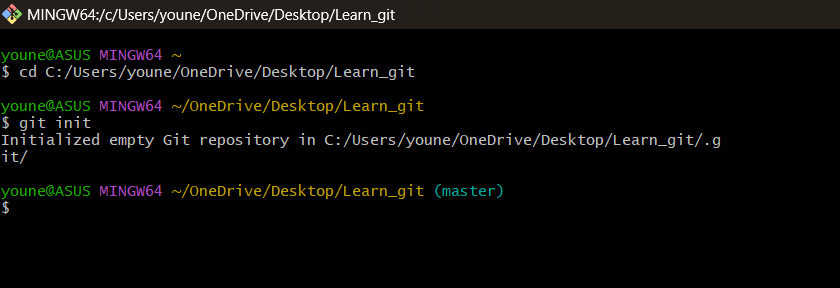 MINGW64:/c/Users/youne/OneDrive/Desktop/Learn_git
youne@ASUS MINGW64 ~
$ cd C:/Users/youne/OneDrive/Desktop/Learn_git
youne@ASUS MINGW64 ~/OneDrive/Desktop/Learn_git
$ git init
Initialized empty Git repository in C:/Users/youne/OneDrive/Desktop/Learn_git/.g
it/
youne@ASUS MINGW64 ~/OneDrive/Desktop/Learn_git (master)
$